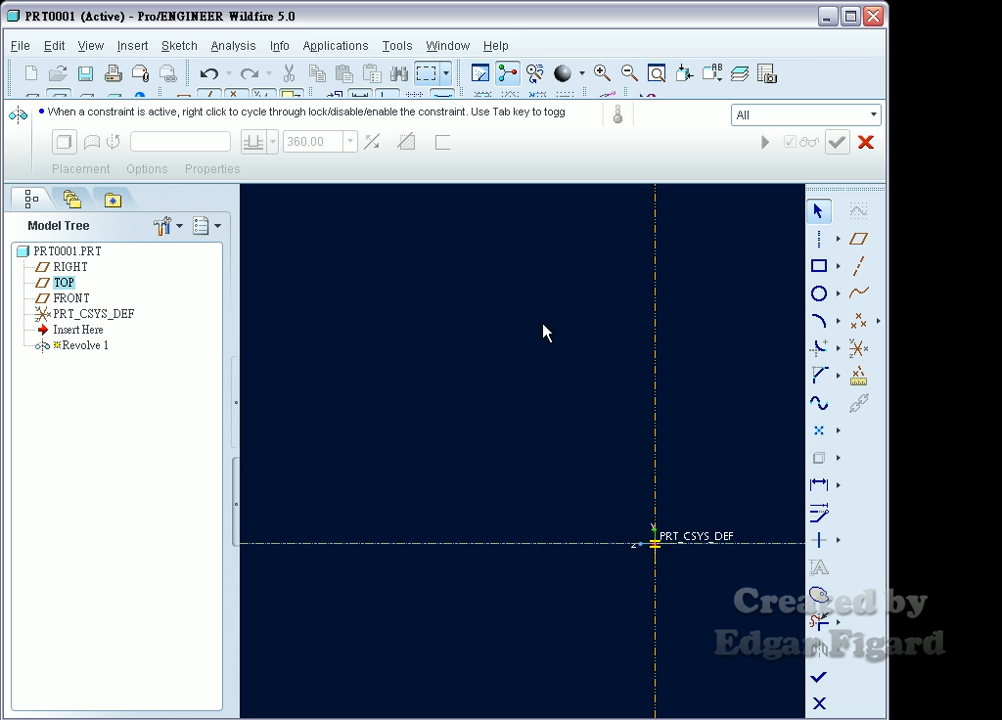 PRT0001 (Active) - Pro/ENGINEER Wildfire 5.0
File Edit View Insert Sketch Analysis Info Applications Tools Window Help
When a constraint is active, right click to cycle through lock/disable/enable the constraint. Use Tab key to togg
All
360.00
Placement Options Properties
Model Tree
PRT0001.PRT
RIGHT
TOP
FRONT
PRT_CSYS_DEF
Insert Here
Revolve 1
Y
Z
PRT_CSYS_DEF
Created by
Edgar Figard